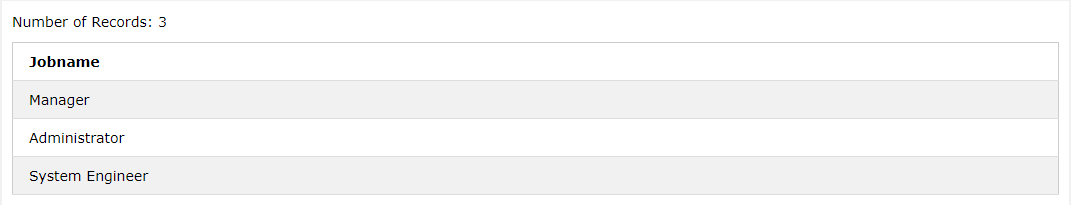 Number of Records: 3
Jobname
Manager
Administrator
System Engineer